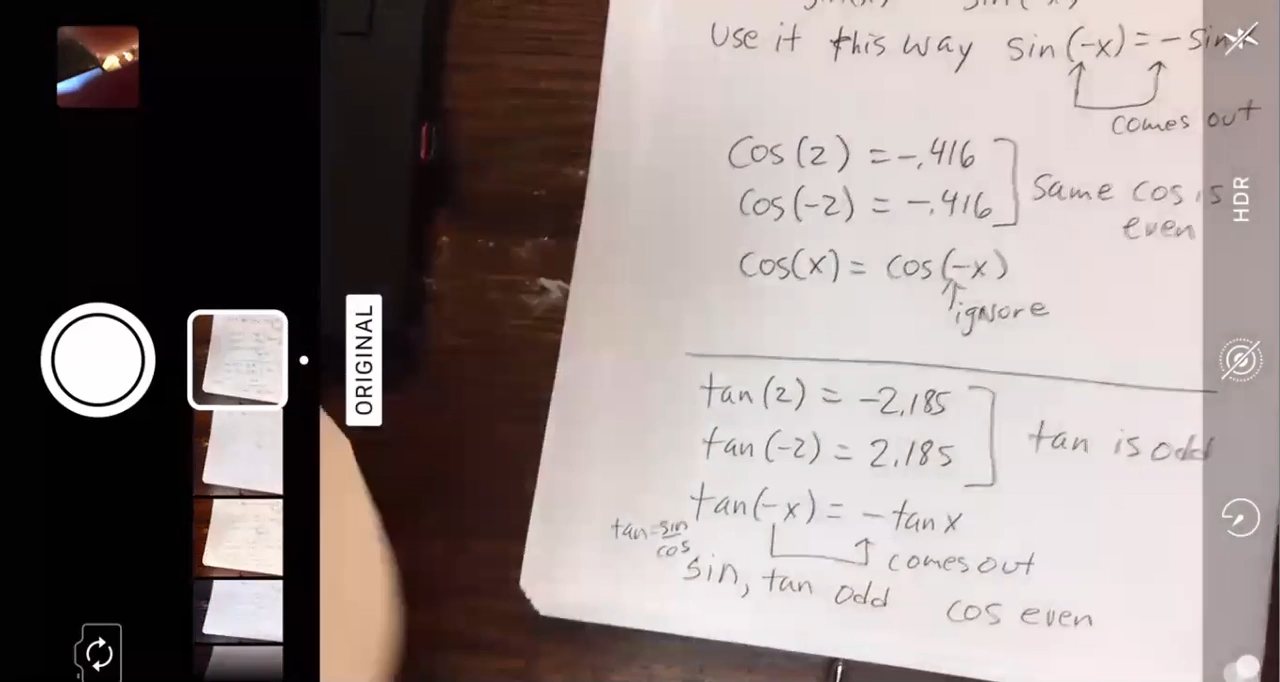 Use it this way sin(-x) = - sin x
comes out
cos(2) = -.416
cos(-2) = -.416
Same cos is
even
cos(x) = cos(-x)
ignore
tan(2) = -2.185
tan(-2) = 2.185
tan is odd
tan(-x) = - tan x
tan = sin
cos
comes out
sin, tan odd cos even
HDR
ORIGINAL